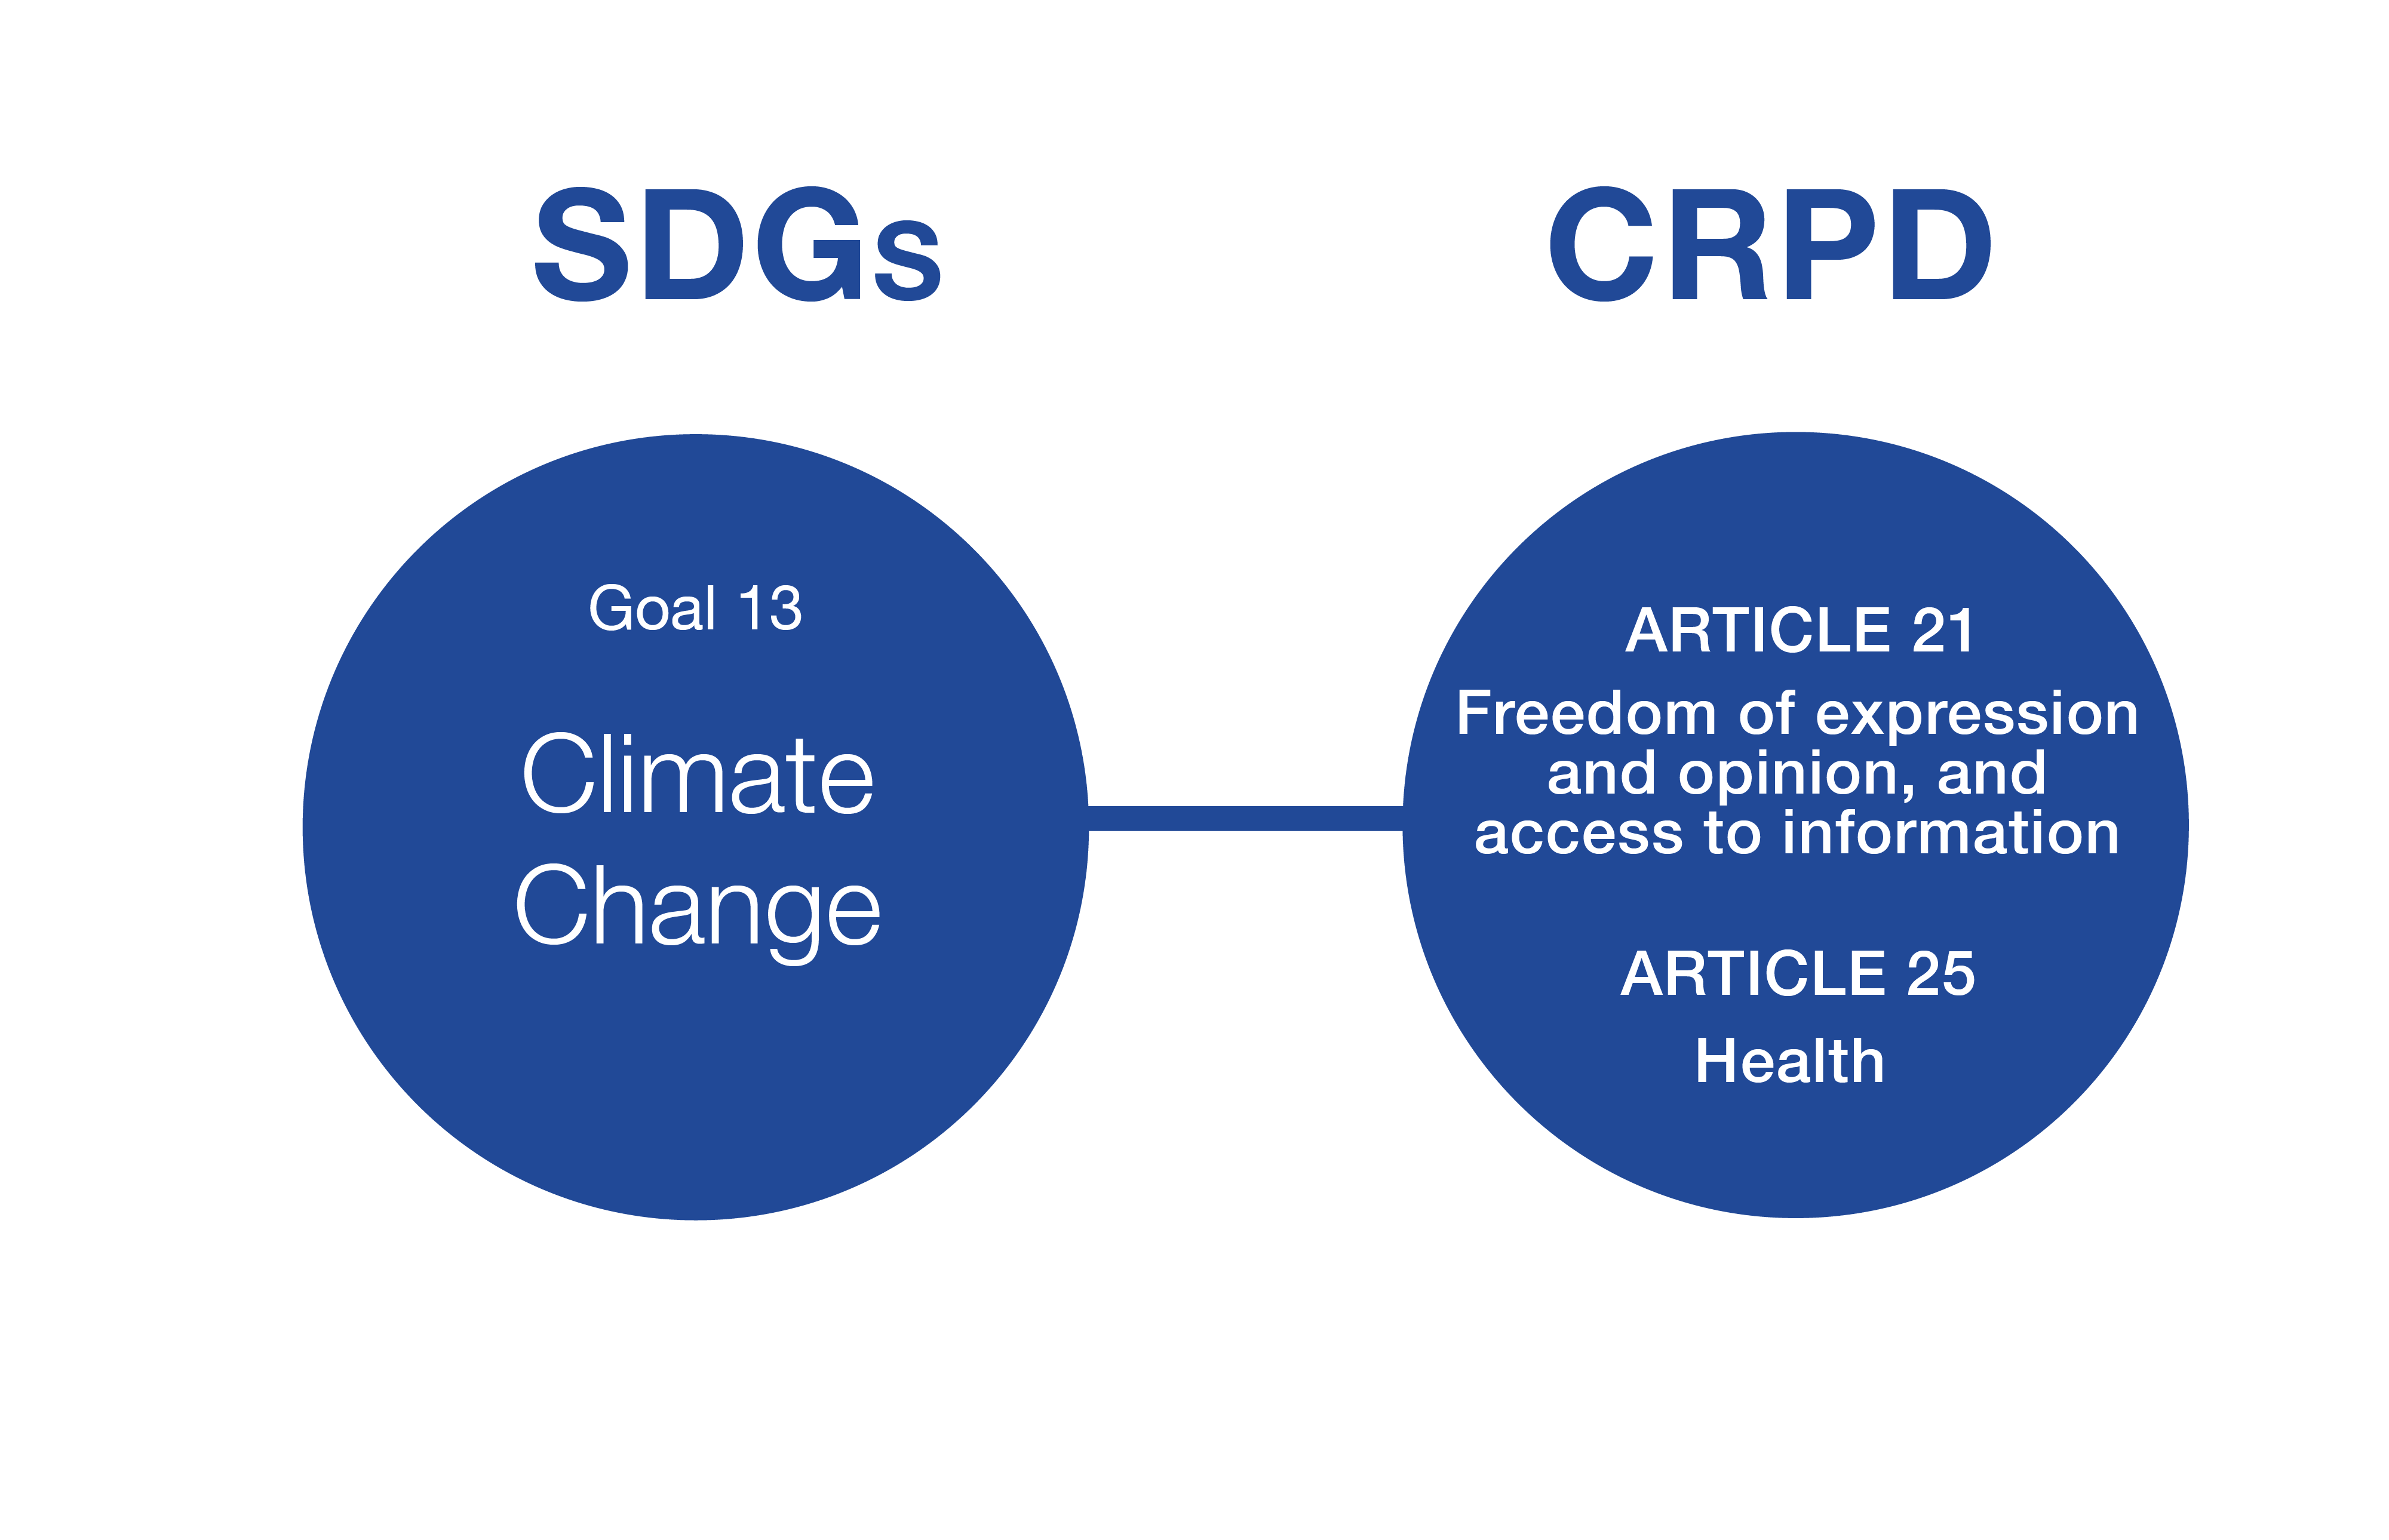 SDGs
CRPD
Goal 13
Climate
Change
ARTICLE 21
Freedom of expression
and opinion, and
access to information
ARTICLE 25
Health